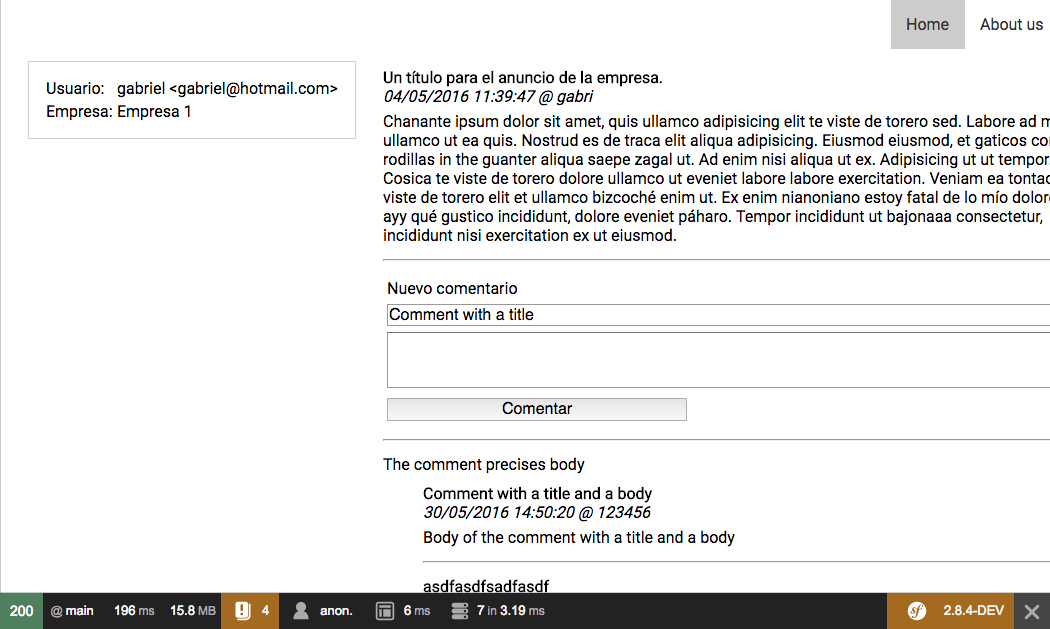 Home About us
Usuario: gabriel <gabriel@hotmail.com>
Empresa: Empresa 1
Un título para el anuncio de la empresa.
04/05/2016 11:39:47 @ gabri
Chanante ipsum dolor sit amet, quis ullamco adipisicing elit te viste de torero sed. Labore ad m
ullamco ut ea quis. Nostrud es de traca elit aliqua adipisicing. Eiusmod eiusmod, et gaticos co
rodillas in the guanter aliqua saepe zagal ut. Ad enim nisi aliqua ut ex. Adipisicing ut ut tempor.
Cosica te viste de torero dolore ullamco ut eveniet labore labore exercitation. Veniam ea tontac
viste de torero elit et ullamco bizcoché enim ut. Ex enim nianoniano estoy fatal de lo mío dolore
ayy qué gustico incididunt, dolore eveniet páharo. Tempor incididunt ut bajonaaa consectetur,
incididunt nisi exercitation ex ut eiusmod.
Nuevo comentario
Comment with a title
Comentar
The comment precises body
Comment with a title and a body
30/05/2016 14:50:20 @ 123456
Body of the comment with a title and a body
asdfasdfsadfasdf
200 @ main 196 ms 15.8 MB 4 anon. 6 ms 7 in 3.19 ms sf 2.8.4-DEV